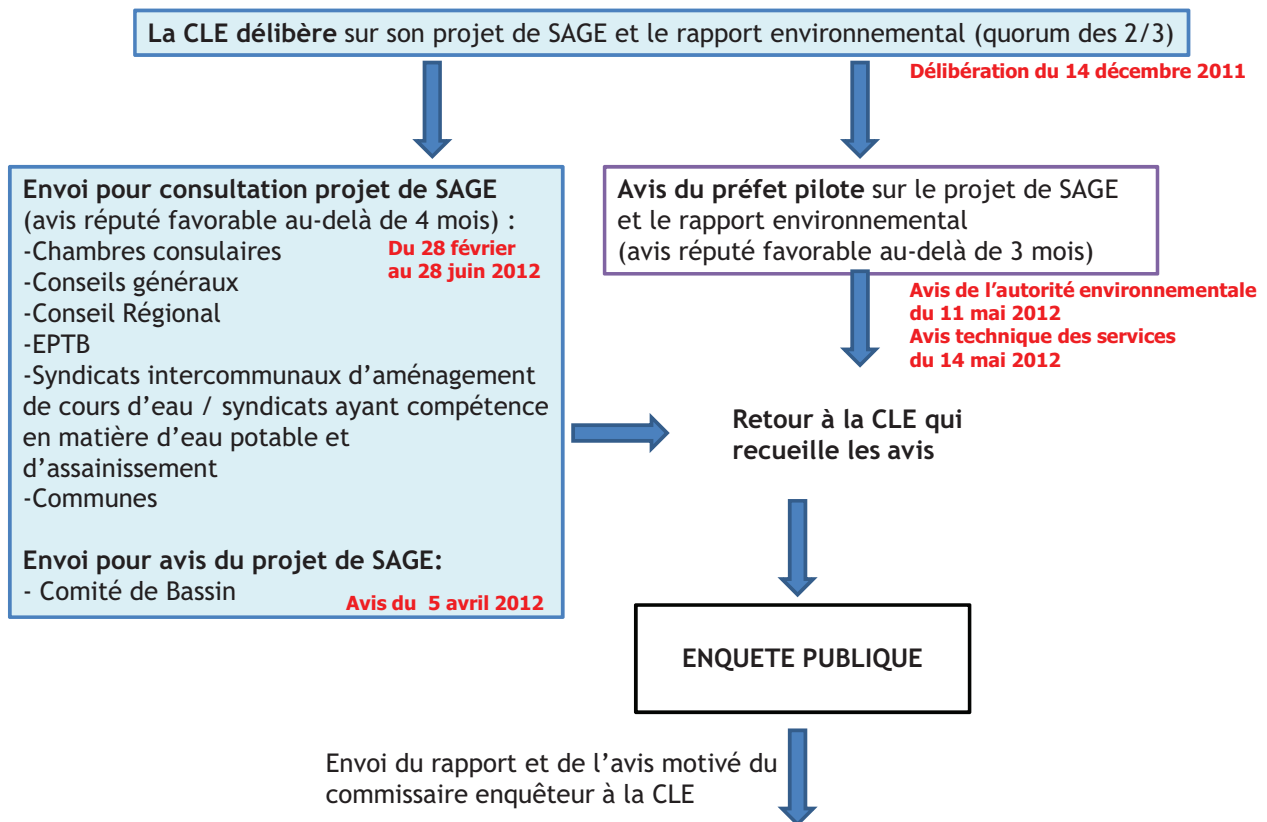 La CLE délibère sur son projet de SAGE et le rapport environnemental (quorum des 2/3)
Délibération du 14 décembre 2011
Envoi pour consultation projet de SAGE
(avis réputé favorable au-delà de 4 mois) :
-Chambres consulaires
Du 28 février
au 28 juin 2012
-Conseils généraux
-Conseil Régional
-EPTB
-Syndicats intercommunaux d'aménagement
de cours d'eau / syndicats ayant compétence
en matière d'eau potable et
d'assainissement
-Communes
Envoi pour avis du projet de SAGE:
- Comité de Bassin
Avis du 5 avril 2012
Avis du préfet pilote sur le projet de SAGE
et le rapport environnemental
(avis réputé favorable au-delà de 3 mois)
Avis de l'autorité environnementale
du 11 mai 2012
Avis technique des services
du 14 mai 2012
Retour à la CLE qui
recueille les avis
ENQUETE PUBLIQUE
Envoi du rapport et de l'avis motivé du
commissaire enquêteur à la CLE